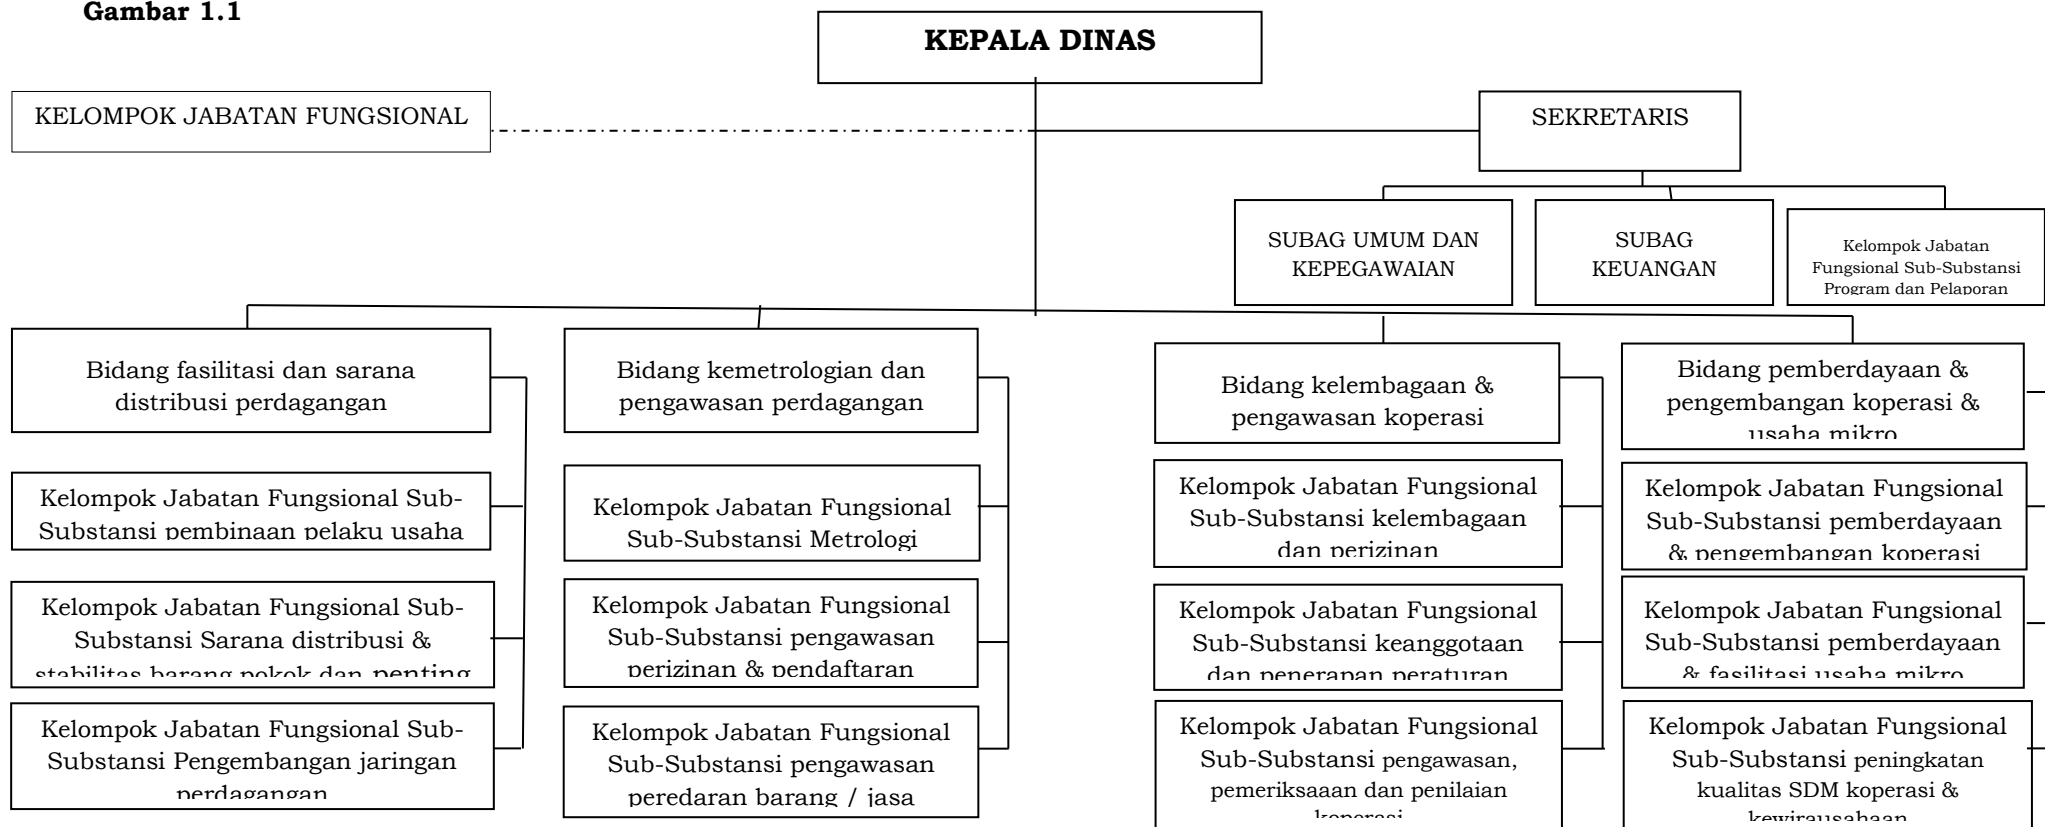 Gambar 1.1
KEPALA DINAS
KELOMPOK JABATAN FUNGSIONAL
SEKRETARIS
SUBAG UMUM DAN
KEPEGAWAIAN
SUBAG
KEUANGAN
Kelompok Jabatan
Fungsional Sub-Substansi
Program dan Pelaporan
Bidang fasilitasi dan sarana
distribusi perdagangan
Kelompok Jabatan Fungsional Sub-
Substansi pembinaan pelaku usaha
Kelompok Jabatan Fungsional Sub-
Substansi Sarana distribusi &
stabilitas barang pokok dan penting
Kelompok Jabatan Fungsional Sub-
Substansi Pengembangan jaringan
perdagangan
Bidang kemetrologian dan
pengawasan perdagangan
Kelompok Jabatan Fungsional
Sub-Substansi Metrologi
Kelompok Jabatan Fungsional
Sub-Substansi pengawasan
perizinan & pendaftaran
Kelompok Jabatan Fungsional
Sub-Substansi pengawasan
peredaran barang / jasa
Bidang kelembagaan &
pengawasan koperasi
Kelompok Jabatan Fungsional
Sub-Substansi kelembagaan
dan perizinan
Kelompok Jabatan Fungsional
Sub-Substansi keanggotaan
dan penerapan peraturan
Kelompok Jabatan Fungsional
Sub-Substansi pengawasan,
pemeriksaaan dan penilaian
koperasi
Bidang pemberdayaan &
pengembangan koperasi &
usaha mikro
Kelompok Jabatan Fungsional
Sub-Substansi pemberdayaan
& pengembangan koperasi
Kelompok Jabatan Fungsional
Sub-Substansi pemberdayaan
& fasilitasi usaha mikro
Kelompok Jabatan Fungsional
Sub-Substansi peningkatan
kualitas SDM koperasi &
kewirausahaan